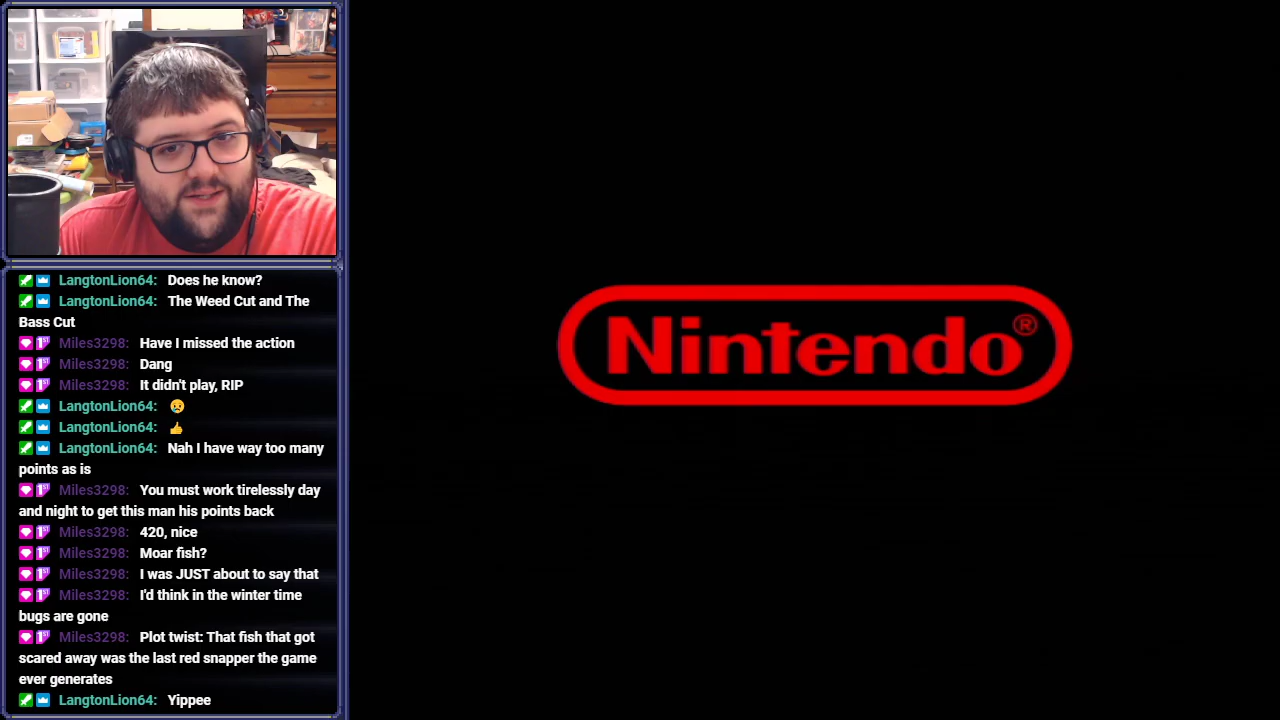 LangtonLion64: Does he know?
LangtonLion64: The Weed Cut and The
Bass Cut
Miles3298: Have I missed the action
Miles3298: Dang
Miles3298: It didn't play, RIP
LangtonLion64: 😢
LangtonLion64: 👍
LangtonLion64: Nah I have way too many
points as is
Miles3298: You must work tirelessly day
and night to get this man his points back
Miles3298: 420, nice
Miles3298: Moar fish?
Miles3298: I was JUST about to say that
Miles3298: I'd think in the winter time
bugs are gone
Miles3298: Plot twist: That fish that got
scared away was the last red snapper the game
ever generates
LangtonLion64: Yippee
Nintendo®